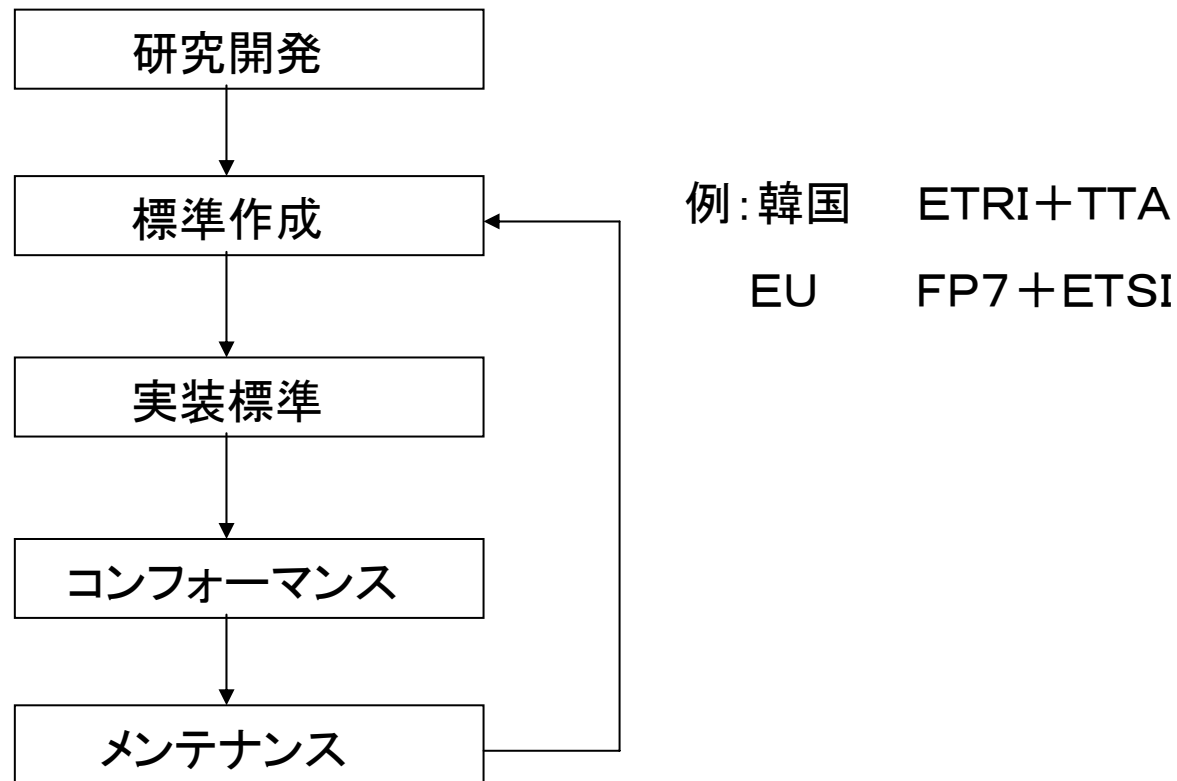 研究開発
標準作成
実装標準
コンフォーマンス
メンテナンス
例：韓国　ETRI＋TTA
EU　FP7＋ETSI